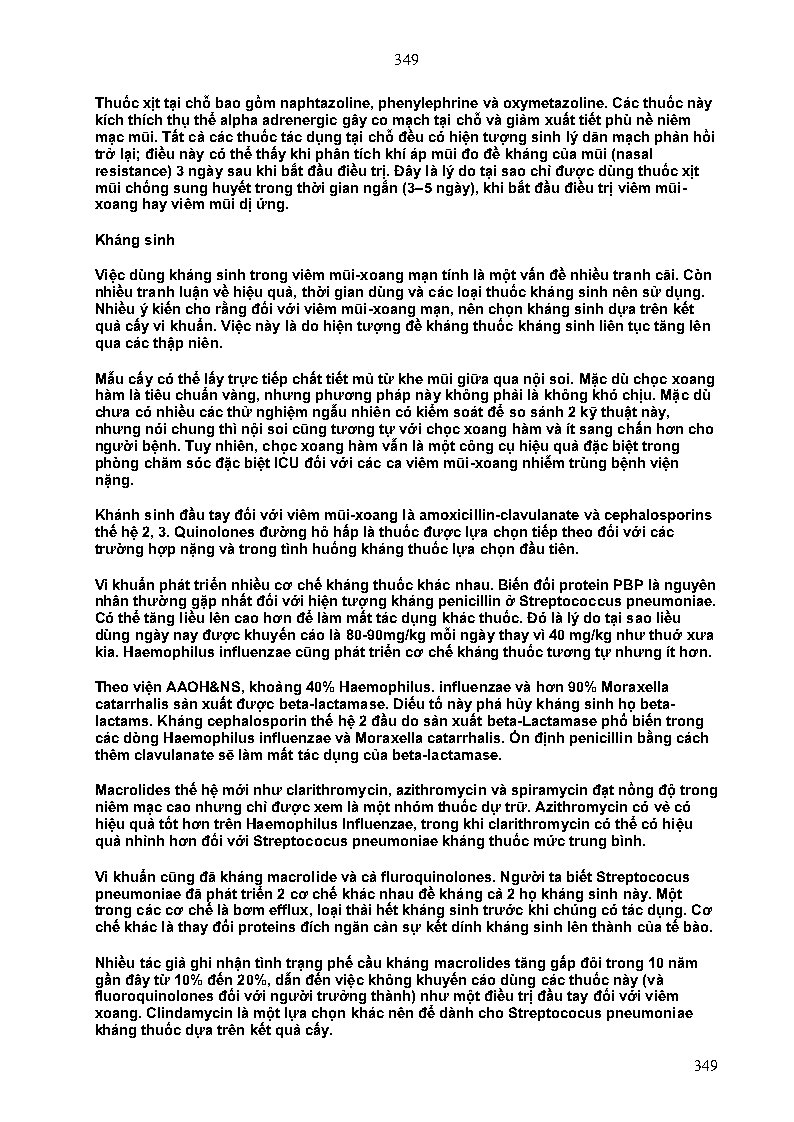 349
Thuốc xịt tại chỗ bao gồm naphtazoline, phenylephrine và oxymetazoline. Các thuốc này
kích thích thụ thể alpha adrenergic gây co mạch tại chỗ và giảm xuất tiết phù nề niêm
mạc mũi. Tất cả các thuốc tác dụng tại chỗ đều có hiện tượng sinh lý dãn mạch phản hồi
trở lại; điều này có thể thấy khi phân tích khí áp mũi đo đề kháng của mũi (nasal
resistance) 3 ngày sau khi bắt đầu điều trị. Đây là lý do tại sao chỉ được dùng thuốc xịt
mũi chống sung huyết trong thời gian ngắn (3–5 ngày), khi bắt đầu điều trị viêm mũi-
xoang hay viêm mũi dị ứng.
Kháng sinh
Việc dùng kháng sinh trong viêm mũi-xoang mạn tính là một vấn đề nhiều tranh cãi. Còn
nhiều tranh luận về hiệu quả, thời gian dùng và các loại thuốc kháng sinh nên sử dụng.
Nhiều ý kiến cho rằng đối với viêm mũi-xoang mạn, nên chọn kháng sinh dựa trên kết
quả cấy vi khuẩn. Việc này là do hiện tượng đề kháng thuốc kháng sinh liên tục tăng lên
qua các thập niên.
Mẫu cấy có thể lấy trực tiếp chất tiết mủ từ khe mũi giữa qua nội soi. Mặc dù chọc xoang
hàm là tiêu chuẩn vàng, nhưng phương pháp này không phải là không khó chịu. Mặc dù
chưa có nhiều các thử nghiệm ngẫu nhiên có kiểm soát để so sánh 2 kỹ thuật này,
nhưng nói chung thì nội soi cũng tương tự với chọc xoang hàm và ít sang chấn hơn cho
người bệnh. Tuy nhiên, chọc xoang hàm vẫn là một công cụ hiệu quả đặc biệt trong
phòng chăm sóc đặc biệt ICU đối với các ca viêm mũi-xoang nhiễm trùng bệnh viện
nặng.
Khánh sinh đầu tay đối với viêm mũi-xoang là amoxicillin-clavulanate và cephalosporins
thế hệ 2, 3. Quinolones đường hô hấp là thuốc được lựa chọn tiếp theo đối với các
trường hợp nặng và trong tình huống kháng thuốc lựa chọn đầu tiên.
Vi khuẩn phát triển nhiều cơ chế kháng thuốc khác nhau. Biến đổi protein PBP là nguyên
nhân thường gặp nhất đối với hiện tượng kháng penicillin ở Streptococcus pneumoniae.
Có thể tăng liều lên cao hơn để làm mất tác dụng khác thuốc. Đó là lý do tại sao liều
dùng ngày nay được khuyến cáo là 80-90mg/kg mỗi ngày thay vì 40 mg/kg như thuở xưa
kia. Haemophilus influenzae cũng phát triển cơ chế kháng thuốc tương tự nhưng ít hơn.
Theo viện AAOH&NS, khoảng 40% Haemophilus. influenzae và hơn 90% Moraxella
catarrhalis sản xuất được beta-lactamase. Diếu tố này phá hủy kháng sinh họ beta-
lactams. Kháng cephalosporin thế hệ 2 đầu do sản xuất beta-Lactamase phổ biến trong
các dòng Haemophilus influenzae và Moraxella catarrhalis. Ổn định penicillin bằng cách
thêm clavulanate sẽ làm mất tác dụng của beta-lactamase.
Macrolides thế hệ mới như clarithromycin, azithromycin và spiramycin đạt nồng độ trong
niêm mạc cao nhưng chỉ được xem là một nhóm thuốc dự trữ. Azithromycin có vẻ có
hiệu quả tốt hơn trên Haemophilus Influenzae, trong khi clarithromycin có thể có hiệu
quả nhỉnh hơn đối với Streptococus pneumoniae kháng thuốc mức trung bình.
Vi khuẩn cũng đã kháng macrolide và cả fluroquinolones. Người ta biết Streptococus
pneumoniae đã phát triển 2 cơ chế khác nhau đề kháng cả 2 họ kháng sinh này. Một
trong các cơ chế là bơm efflux, loại thải hết kháng sinh trước khi chúng có tác dụng. Cơ
chế khác là thay đổi proteins đích ngăn cản sự kết dính kháng sinh lên thành của tế bào.
Nhiều tác giả ghi nhận tình trạng phế cầu kháng macrolides tăng gấp đôi trong 10 năm
gần đây từ 10% đến 20%, dẫn đến việc không khuyến cáo dùng các thuốc này (và
fluoroquinolones đối với người trưởng thành) như một điều trị đầu tay đối với viêm
xoang. Clindamycin là một lựa chọn khác nên để dành cho Streptococus pneumoniae
kháng thuốc dựa trên kết quả cấy.
349